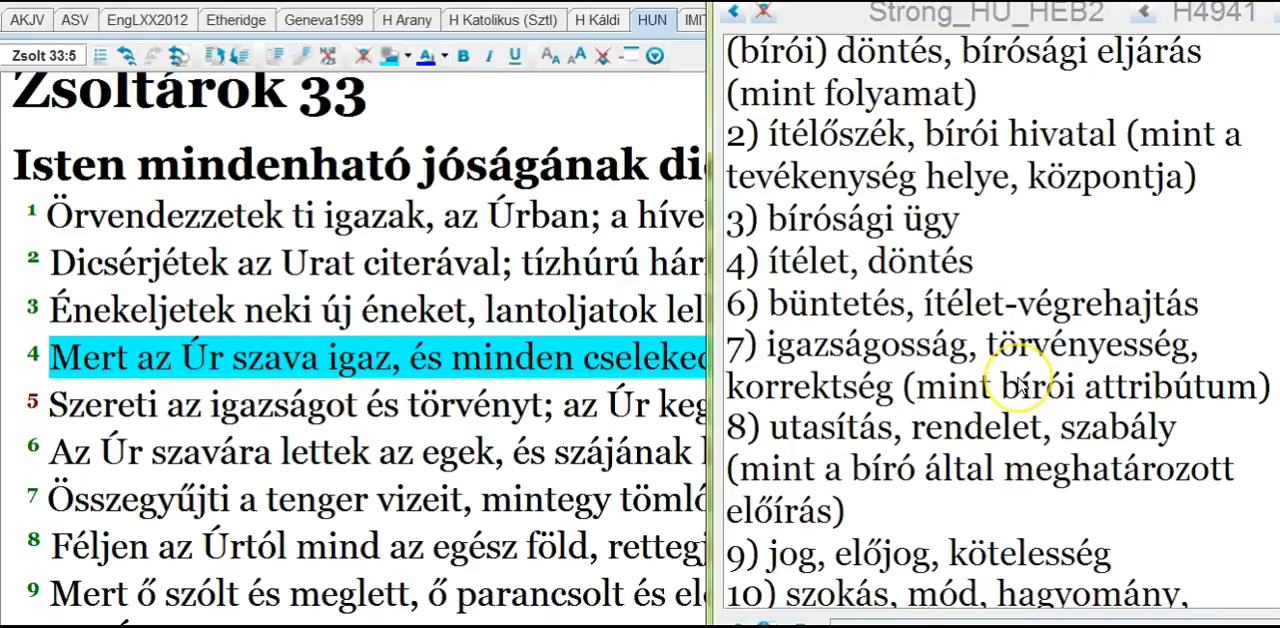 AKJV ASV EngLXX2012 Etheridge Geneva1599 H Arany H Katolikus (Sztl) H Káldi HUN IMIT
Zsolt 33:5
Zsoltárok 33
Isten mindenható jóságának di
1 Örvendezzetek ti igazak, az Úrban; a híve
2 Dicsérjétek az Urat citerával; tízhúrú hár
3 Énekeljetek neki új éneket, lantoljatok lel
4 Mert az Úr szava igaz, és minden cseleked
5 Szereti az igazságot és törvényt; az Úr keg
6 Az Úr szavára lettek az egek, és szájának l
7 Összegyűjti a tenger vizeit, mintegy tömlő
8 Féljen az Úrtól mind az egész föld, rettegj
9 Mert ő szólt és meglett, ő parancsolt és elő
Strong_HU_HEB2 H4941
(bírói) döntés, bírósági eljárás
(mint folyamat)
2) ítélőszék, bírói hivatal (mint a
tevékenység helye, központja)
3) bírósági ügy
4) ítélet, döntés
6) büntetés, ítélet-végrehajtás
7) igazságosság, törvényesség,
korrektség (mint bírói attribútum)
8) utasítás, rendelet, szabály
(mint a bíró által meghatározott
előírás)
9) jog, előjog, kötelesség
10) szokás, mód, hagyomány,